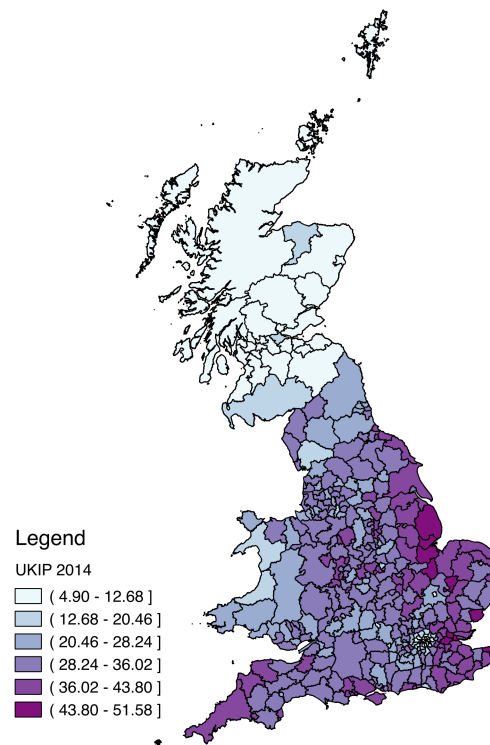 Legend
UKIP 2014
( 4.90 - 12.68 ]
( 12.68 - 20.46 ]
( 20.46 - 28.24 ]
( 28.24 - 36.02 ]
( 36.02 - 43.80 ]
( 43.80 - 51.58 ]